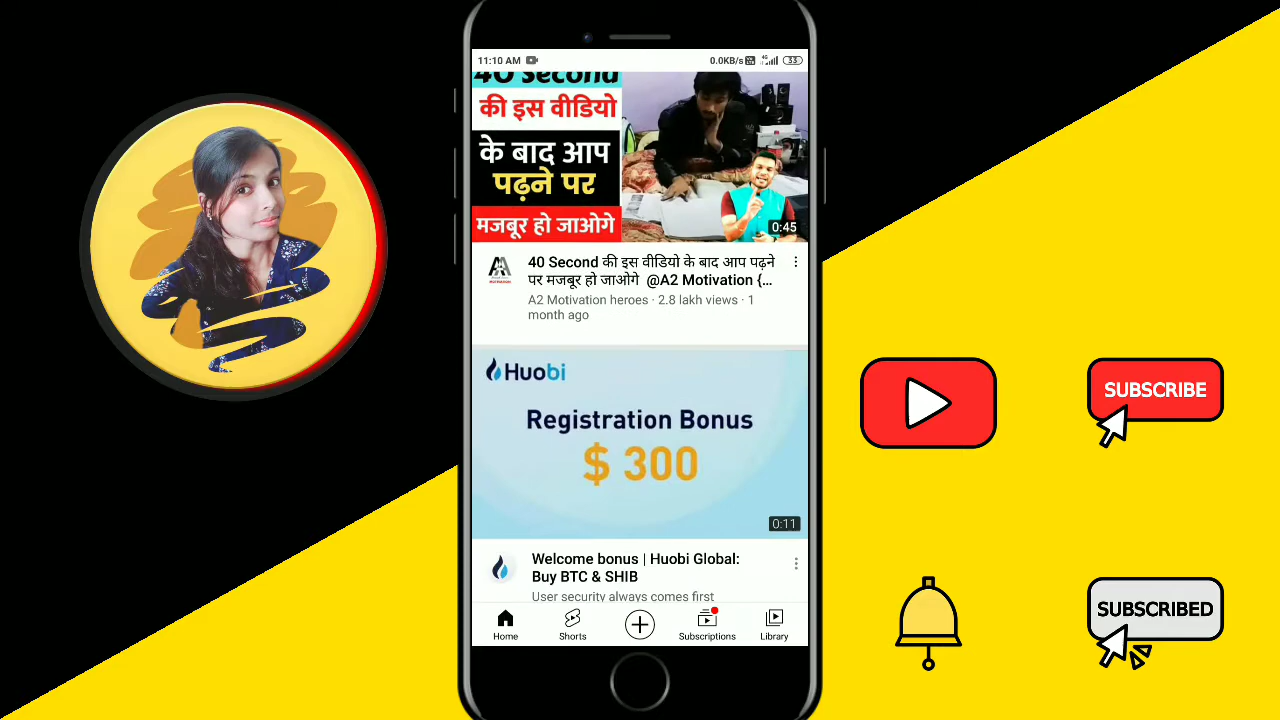 11:10 AM
0.0KB/s
4G
33
40 Second
की इस वीडियो
के बाद आप
पढ़ने पर
मजबूर हो जाओगे
0:45
40 Second की इस वीडियो के बाद आप पढ़ने
पर मजबूर हो जाओगे @A2 Motivation {...
A2 Motivation heroes · 2.8 lakh views · 1
month ago
Huobi
Registration Bonus
$ 300
0:11
Welcome bonus | Huobi Global:
Buy BTC & SHIB
User security always comes first
Home
Shorts
Subscriptions
Library
SUBSCRIBE
SUBSCRIBED